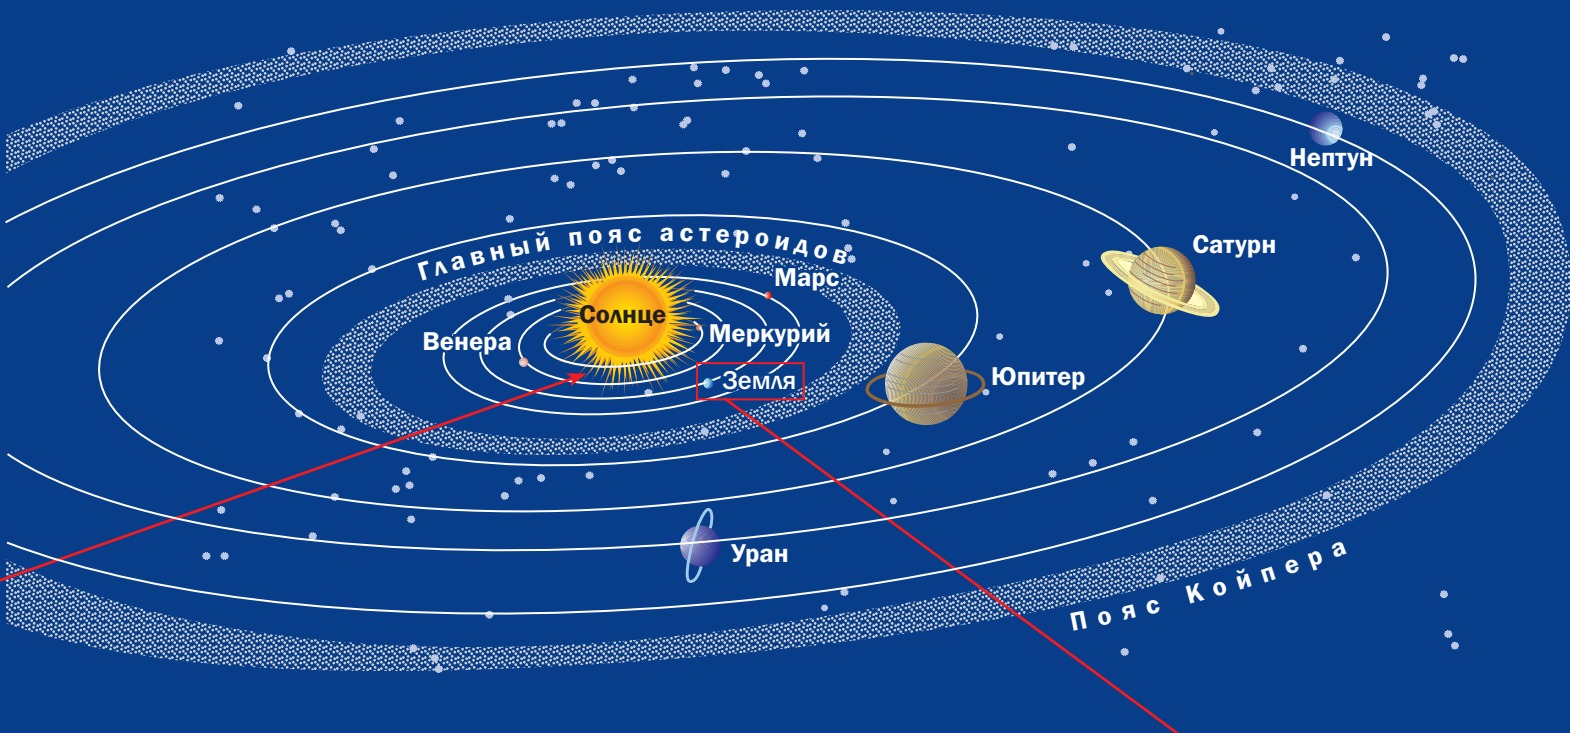 Нептун
Главный пояс астероидов
Сатурн
Марс
Солнце
Венера
Меркурий
Земля
Юпитер
Уран
Пояс Койпера